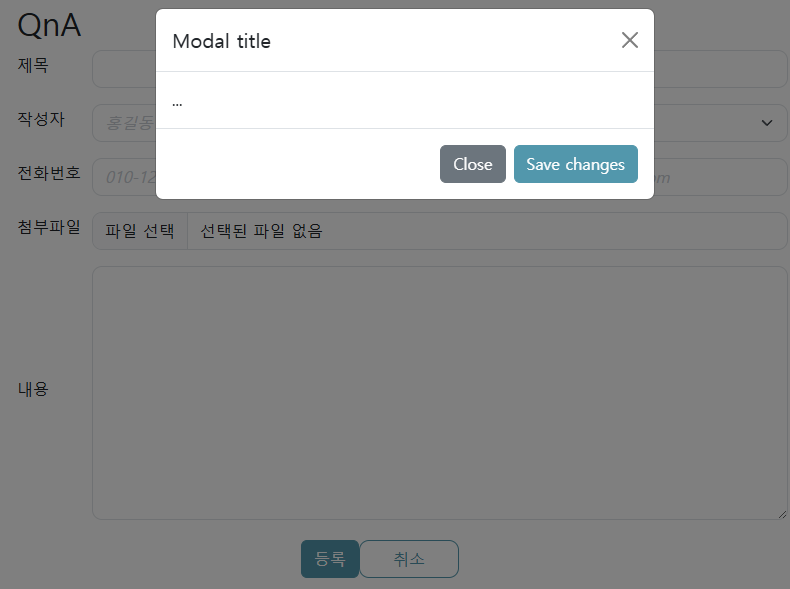 QnA
Modal title
제목
...
작성자
홍길동
전화번호
010-12
Close
Save changes
첨부파일
파일 선택
선택된 파일 없음
내용
등록
취소